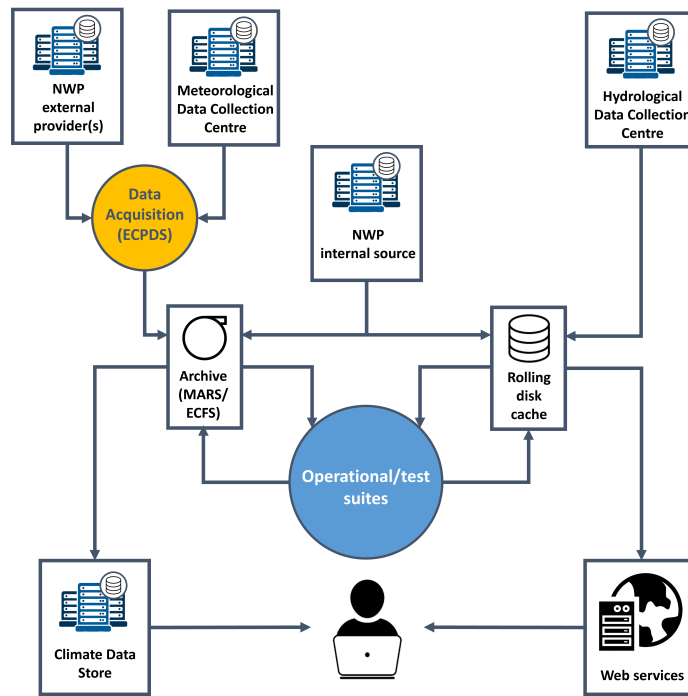 NWP
external
provider(s)
Meteorological
Data Collection
Centre
Hydrological
Data Collection
Centre
Data
Acquisition
(ECPDS)
NWP
internal source
Archive
(MARS/
ECFS)
Rolling
disk
cache
Operational/test
suites
Climate Data
Store
Web services